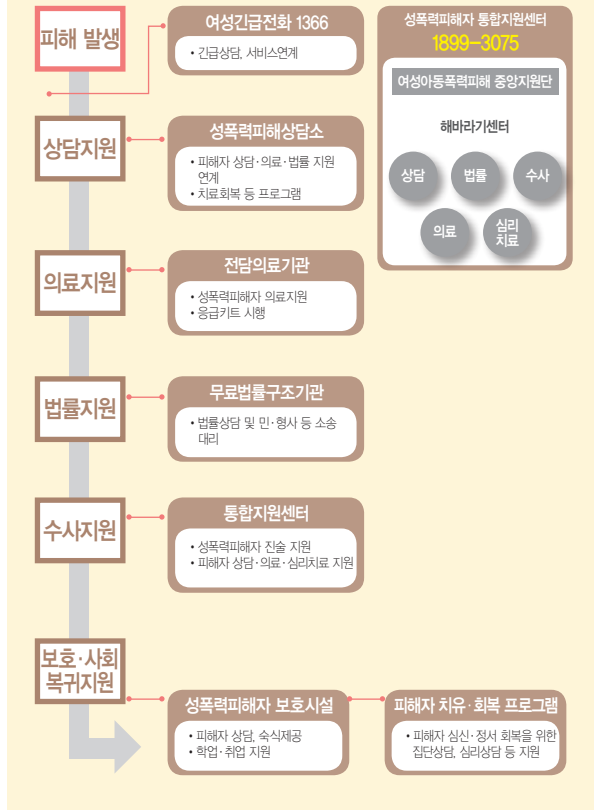 피해 발생
여성긴급전화 1366
• 긴급상담, 서비스연계
성폭력피해자 통합지원센터
1899-3075
여성아동폭력피해 중앙지원단
해바라기센터
상담
법률
수사
의료
심리
치료
상담지원
성폭력피해상담소
• 피해자 상담·의료·법률 지원
연계
• 치료회복 등 프로그램
의료지원
전담의료기관
• 성폭력피해자 의료지원
• 응급키트 시행
법률지원
무료법률구조기관
• 법률상담 및 민·형사 등 소송
대리
수사지원
통합지원센터
• 성폭력피해자 진술 지원
• 피해자 상담·의료·심리치료 지원
보호·사회
복귀지원
성폭력피해자 보호시설
• 피해자 상담, 숙식제공
• 학업·취업 지원
피해자 치유·회복 프로그램
• 피해자 심신·정서 회복을 위한
집단상담, 심리상담 등 지원